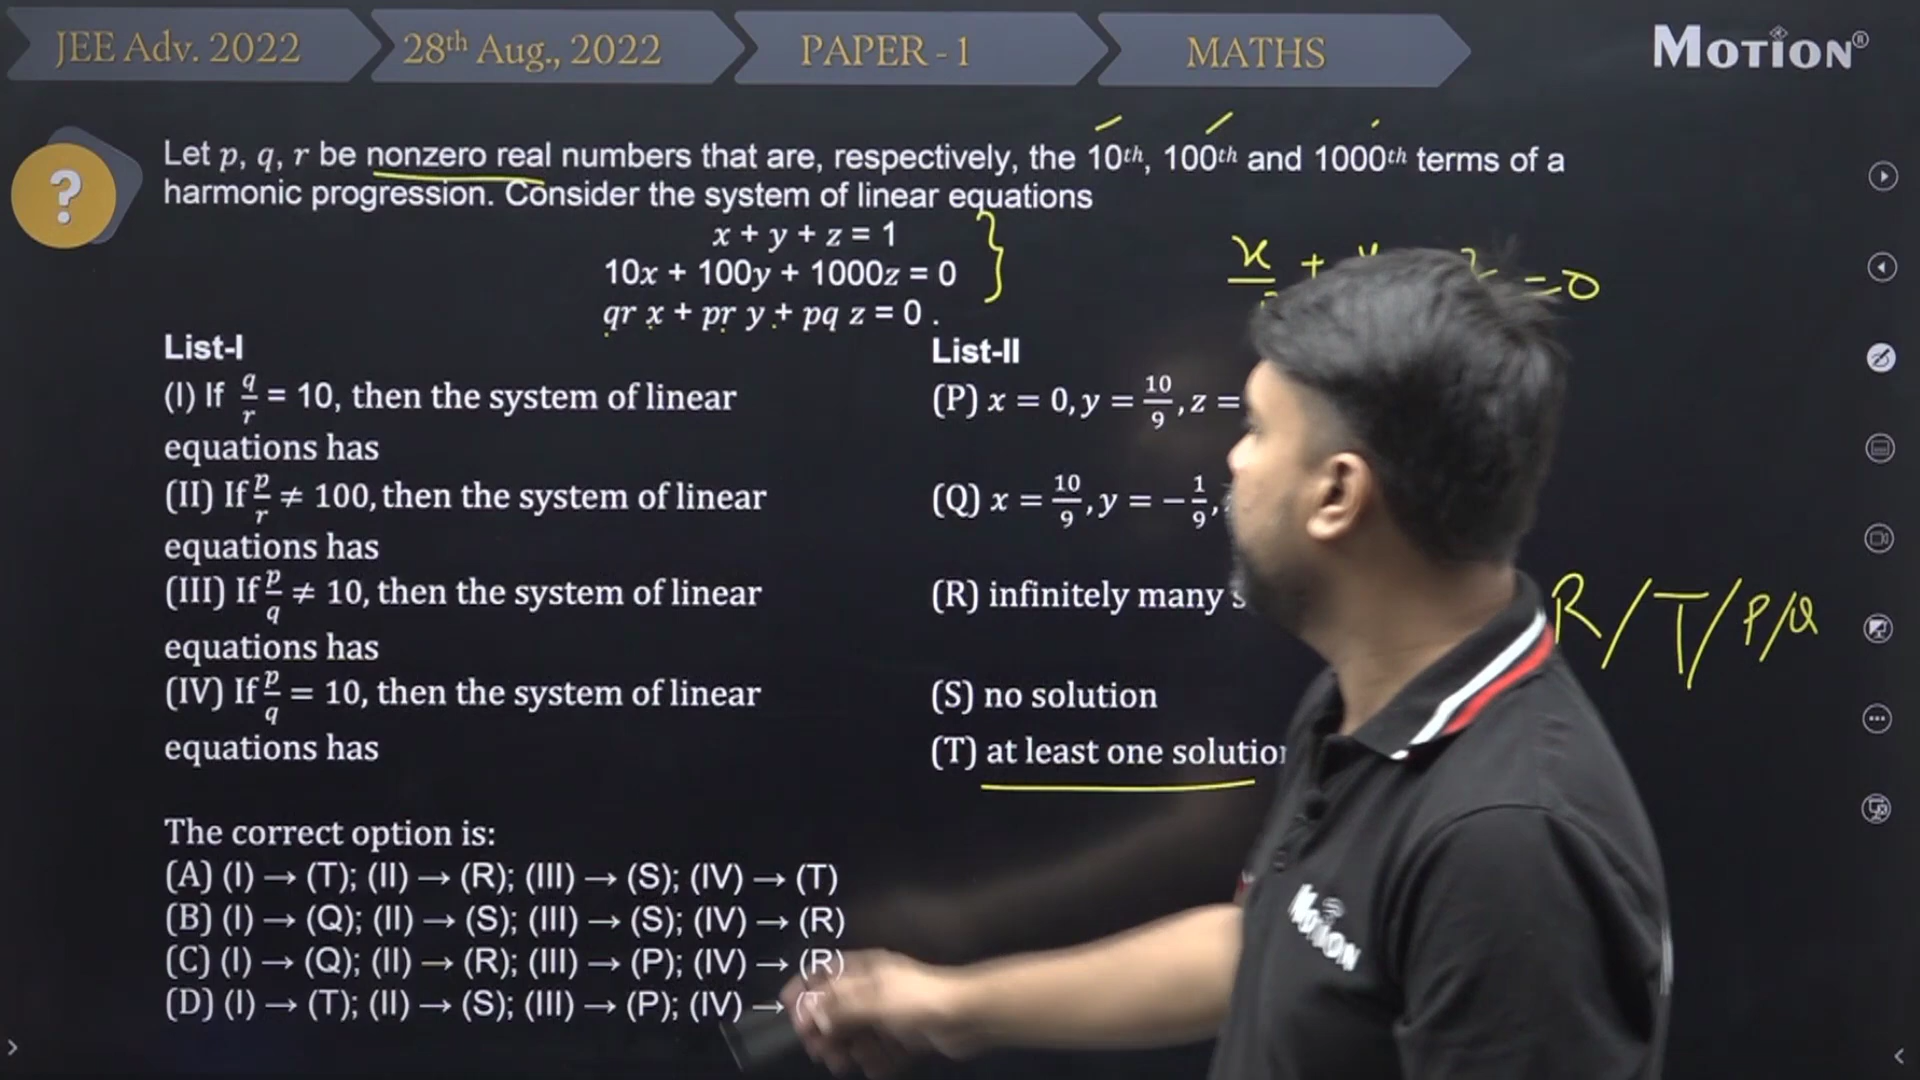 JEE Adv. 2022
28th Aug., 2022
PAPER - 1
MATHS
MOTION®
?
Let p, q, r be nonzero real numbers that are, respectively, the 10th, 100th and 1000th terms of a
harmonic progression. Consider the system of linear equations
x + y + z = 1
10x + 100y + 1000z = 0
qr x + pr y + pq z = 0 .
x + = 0
List-I
(I) If q/r = 10, then the system of linear
equations has
(II) If p/r ≠ 100, then the system of linear
equations has
(III) If p/q ≠ 10, then the system of linear
equations has
(IV) If p/q = 10, then the system of linear
equations has
List-II
(P) x = 0, y = 10/9, z =
(Q) x = 10/9, y = −1/9,
(R) infinitely many
(S) no solution
(T) at least one solution
R/T/P/Q
The correct option is:
(A) (I) → (T); (II) → (R); (III) → (S); (IV) → (T)
(B) (I) → (Q); (II) → (S); (III) → (S); (IV) → (R)
(C) (I) → (Q); (II) → (R); (III) → (P); (IV) → (R)
(D) (I) → (T); (II) → (S); (III) → (P); (IV) →
MOTION